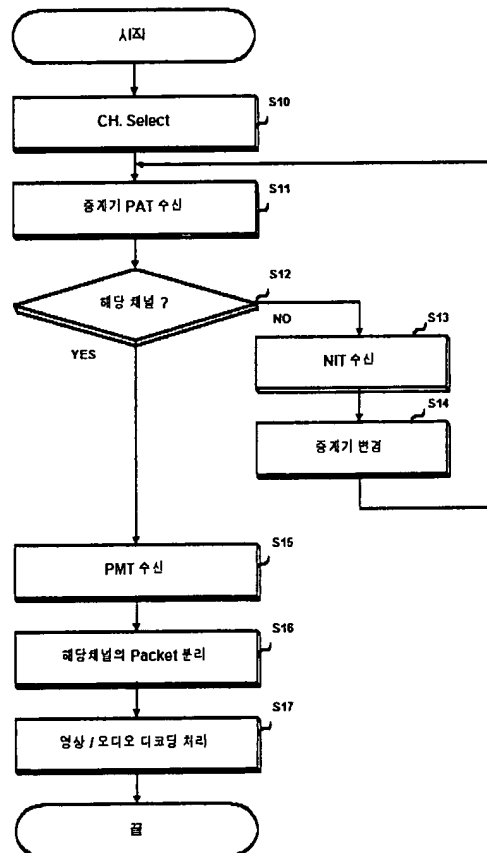 시작
S10
CH. Select
S11
중계기 PAT 수신
S12
해당 채널 ?
NO
YES
S13
NIT 수신
S14
중계기 변경
S15
PMT 수신
S16
해당채널의 Packet 분리
S17
영상 / 오디오 디코딩 처리
끝